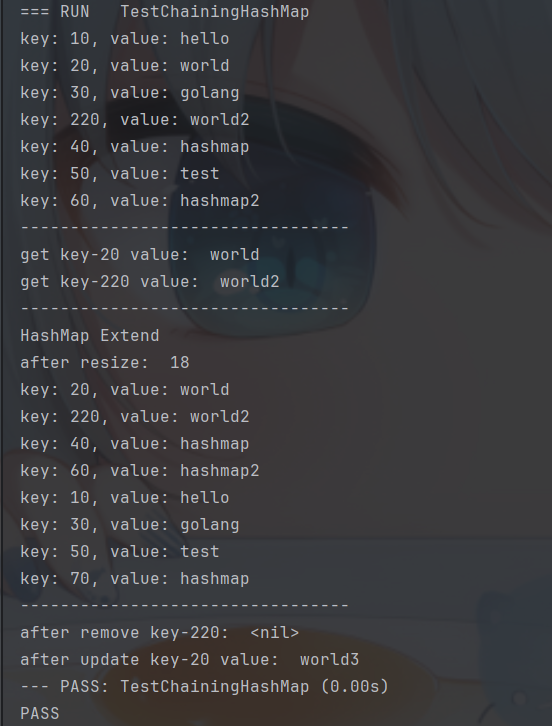 === RUN   TestChainingHashMap
key: 10, value: hello
key: 20, value: world
key: 30, value: golang
key: 220, value: world2
key: 40, value: hashmap
key: 50, value: test
key: 60, value: hashmap2
---------------------------------
get key-20 value:  world
get key-220 value:  world2
---------------------------------
HashMap Extend
after resize:  18
key: 20, value: world
key: 220, value: world2
key: 40, value: hashmap
key: 60, value: hashmap2
key: 10, value: hello
key: 30, value: golang
key: 50, value: test
key: 70, value: hashmap
---------------------------------
after remove key-220:  <nil>
after update key-20 value:  world3
--- PASS: TestChainingHashMap (0.00s)
PASS